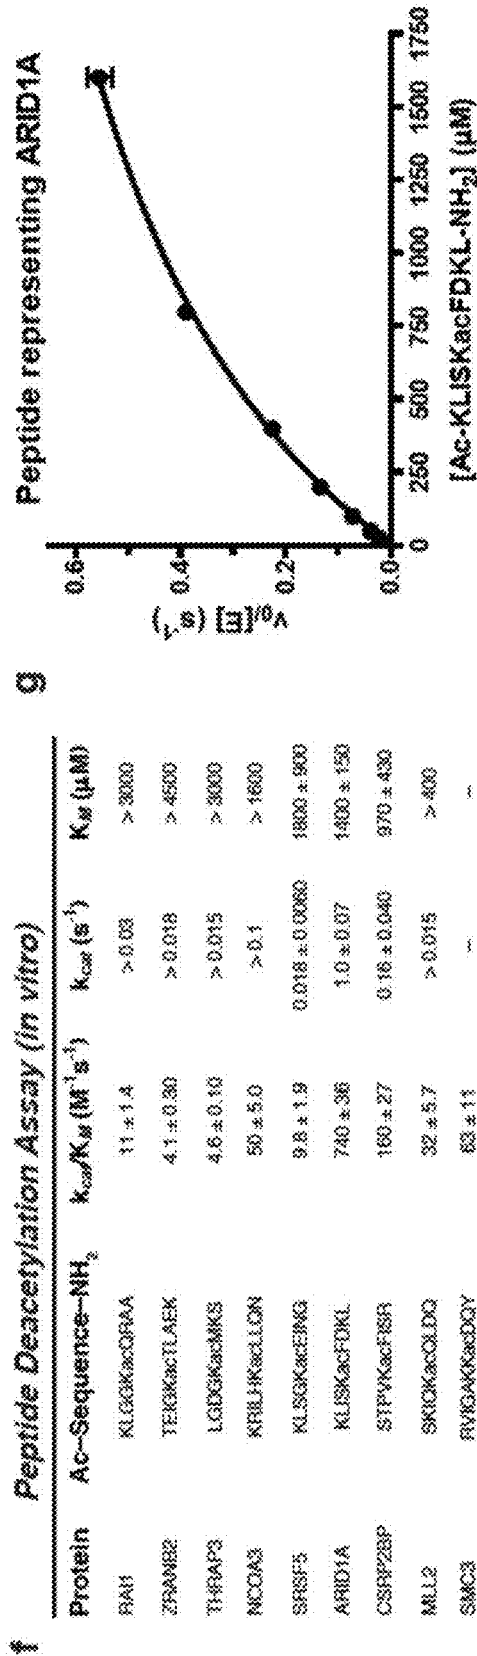 f Peptide Deacetylation Assay (in vitro)
Protein Ac–Sequence–NH2 kcat/KM (M-1s-1) kcat (s-1) KM (µM)
RAI1 KLGGKacQRAA 11 ± 1.4 > 0.03 > 3000
ZRANB2 TEIGKacTLAEK 4.1 ± 0.30 > 0.018 > 4500
THRAP3 LGDGKacMKS 4.6 ± 0.10 > 0.015 > 3000
NCOA3 KRILHKacLLQN 50 ± 5.0 > 0.1 > 1600
SRSF5 KLSGKacEING 9.8 ± 1.9 0.018 ± 0.0060 1800 ± 900
ARID1A KLISKacFDKL 740 ± 36 1.0 ± 0.07 1400 ± 150
CSRP2BP STPVKacFISR 160 ± 27 0.16 ± 0.040 970 ± 430
MLL2 SKIQKacQLDQ 32 ± 5.7 > 0.015 > 400
SMC3 RVIGAKKacDQY 63 ± 11 – –
g Peptide representing ARID1A
v0/[E] (s-1)
0.6
0.4
0.2
0.0
0 250 500 750 1000 1250 1500 1750
[Ac-KLISKacFDKL-NH2] (µM)